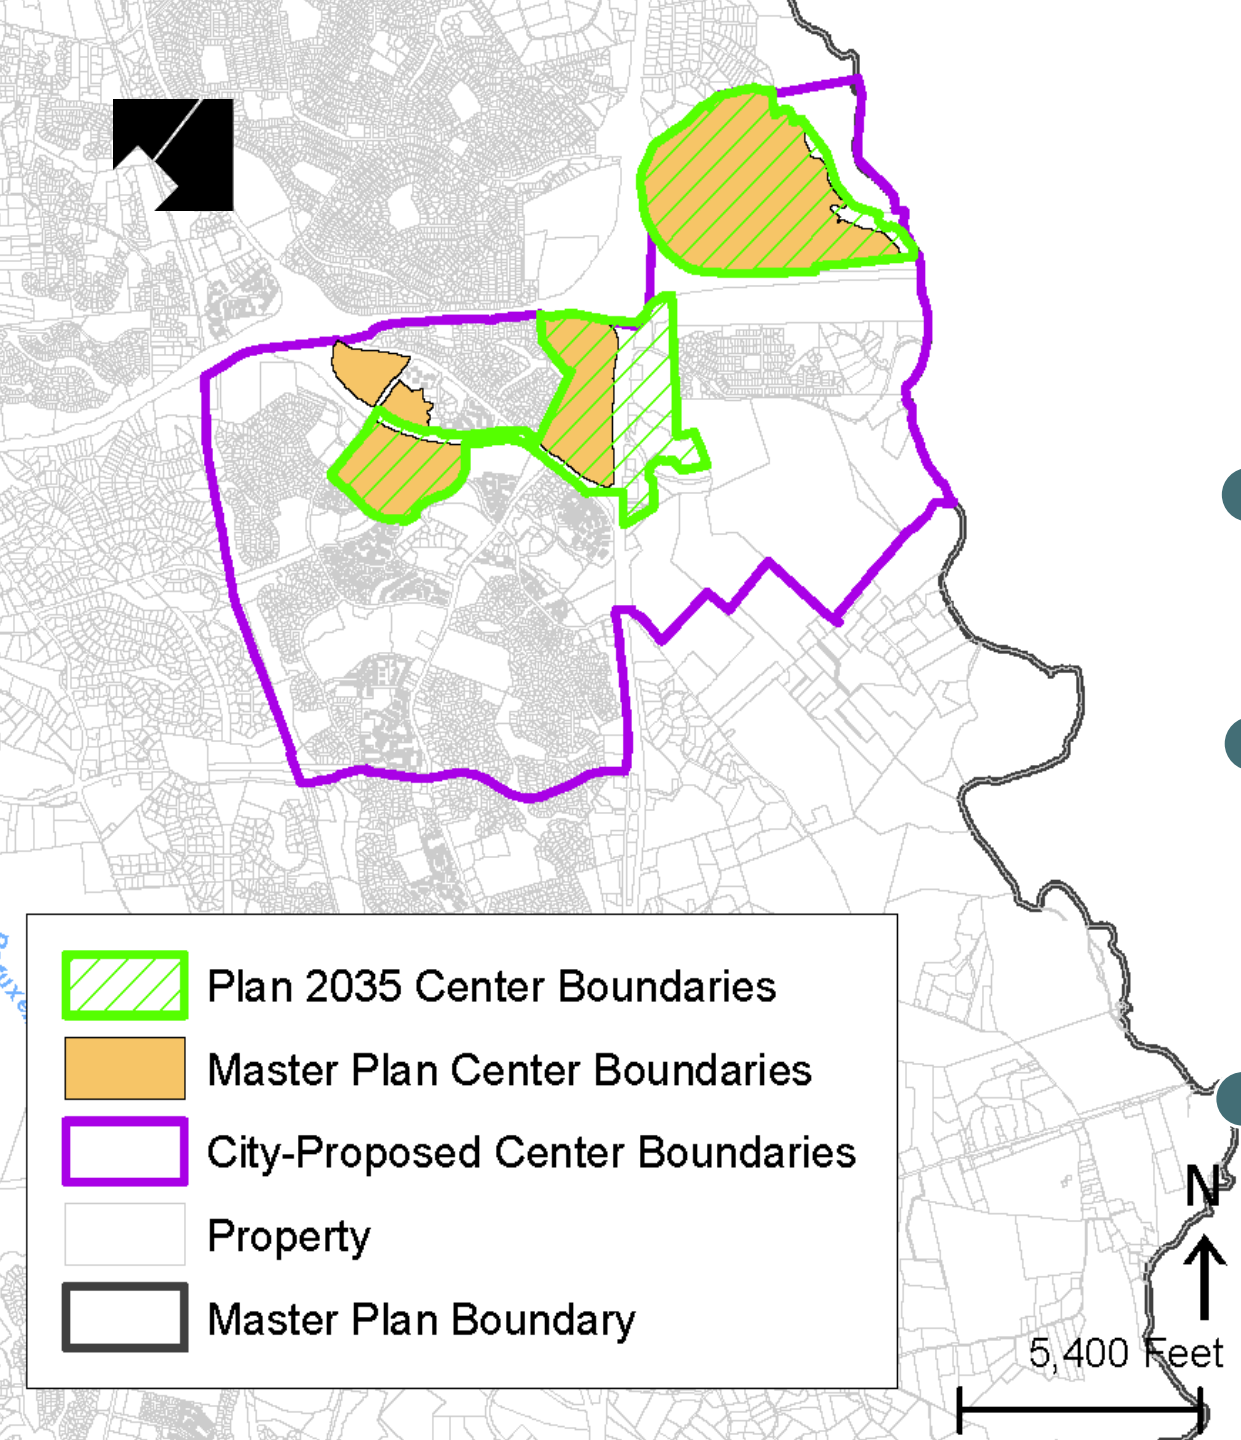 Plan 2035 Center Boundaries
Master Plan Center Boundaries
City-Proposed Center Boundaries
Property
Master Plan Boundary
N
5,400 Feet